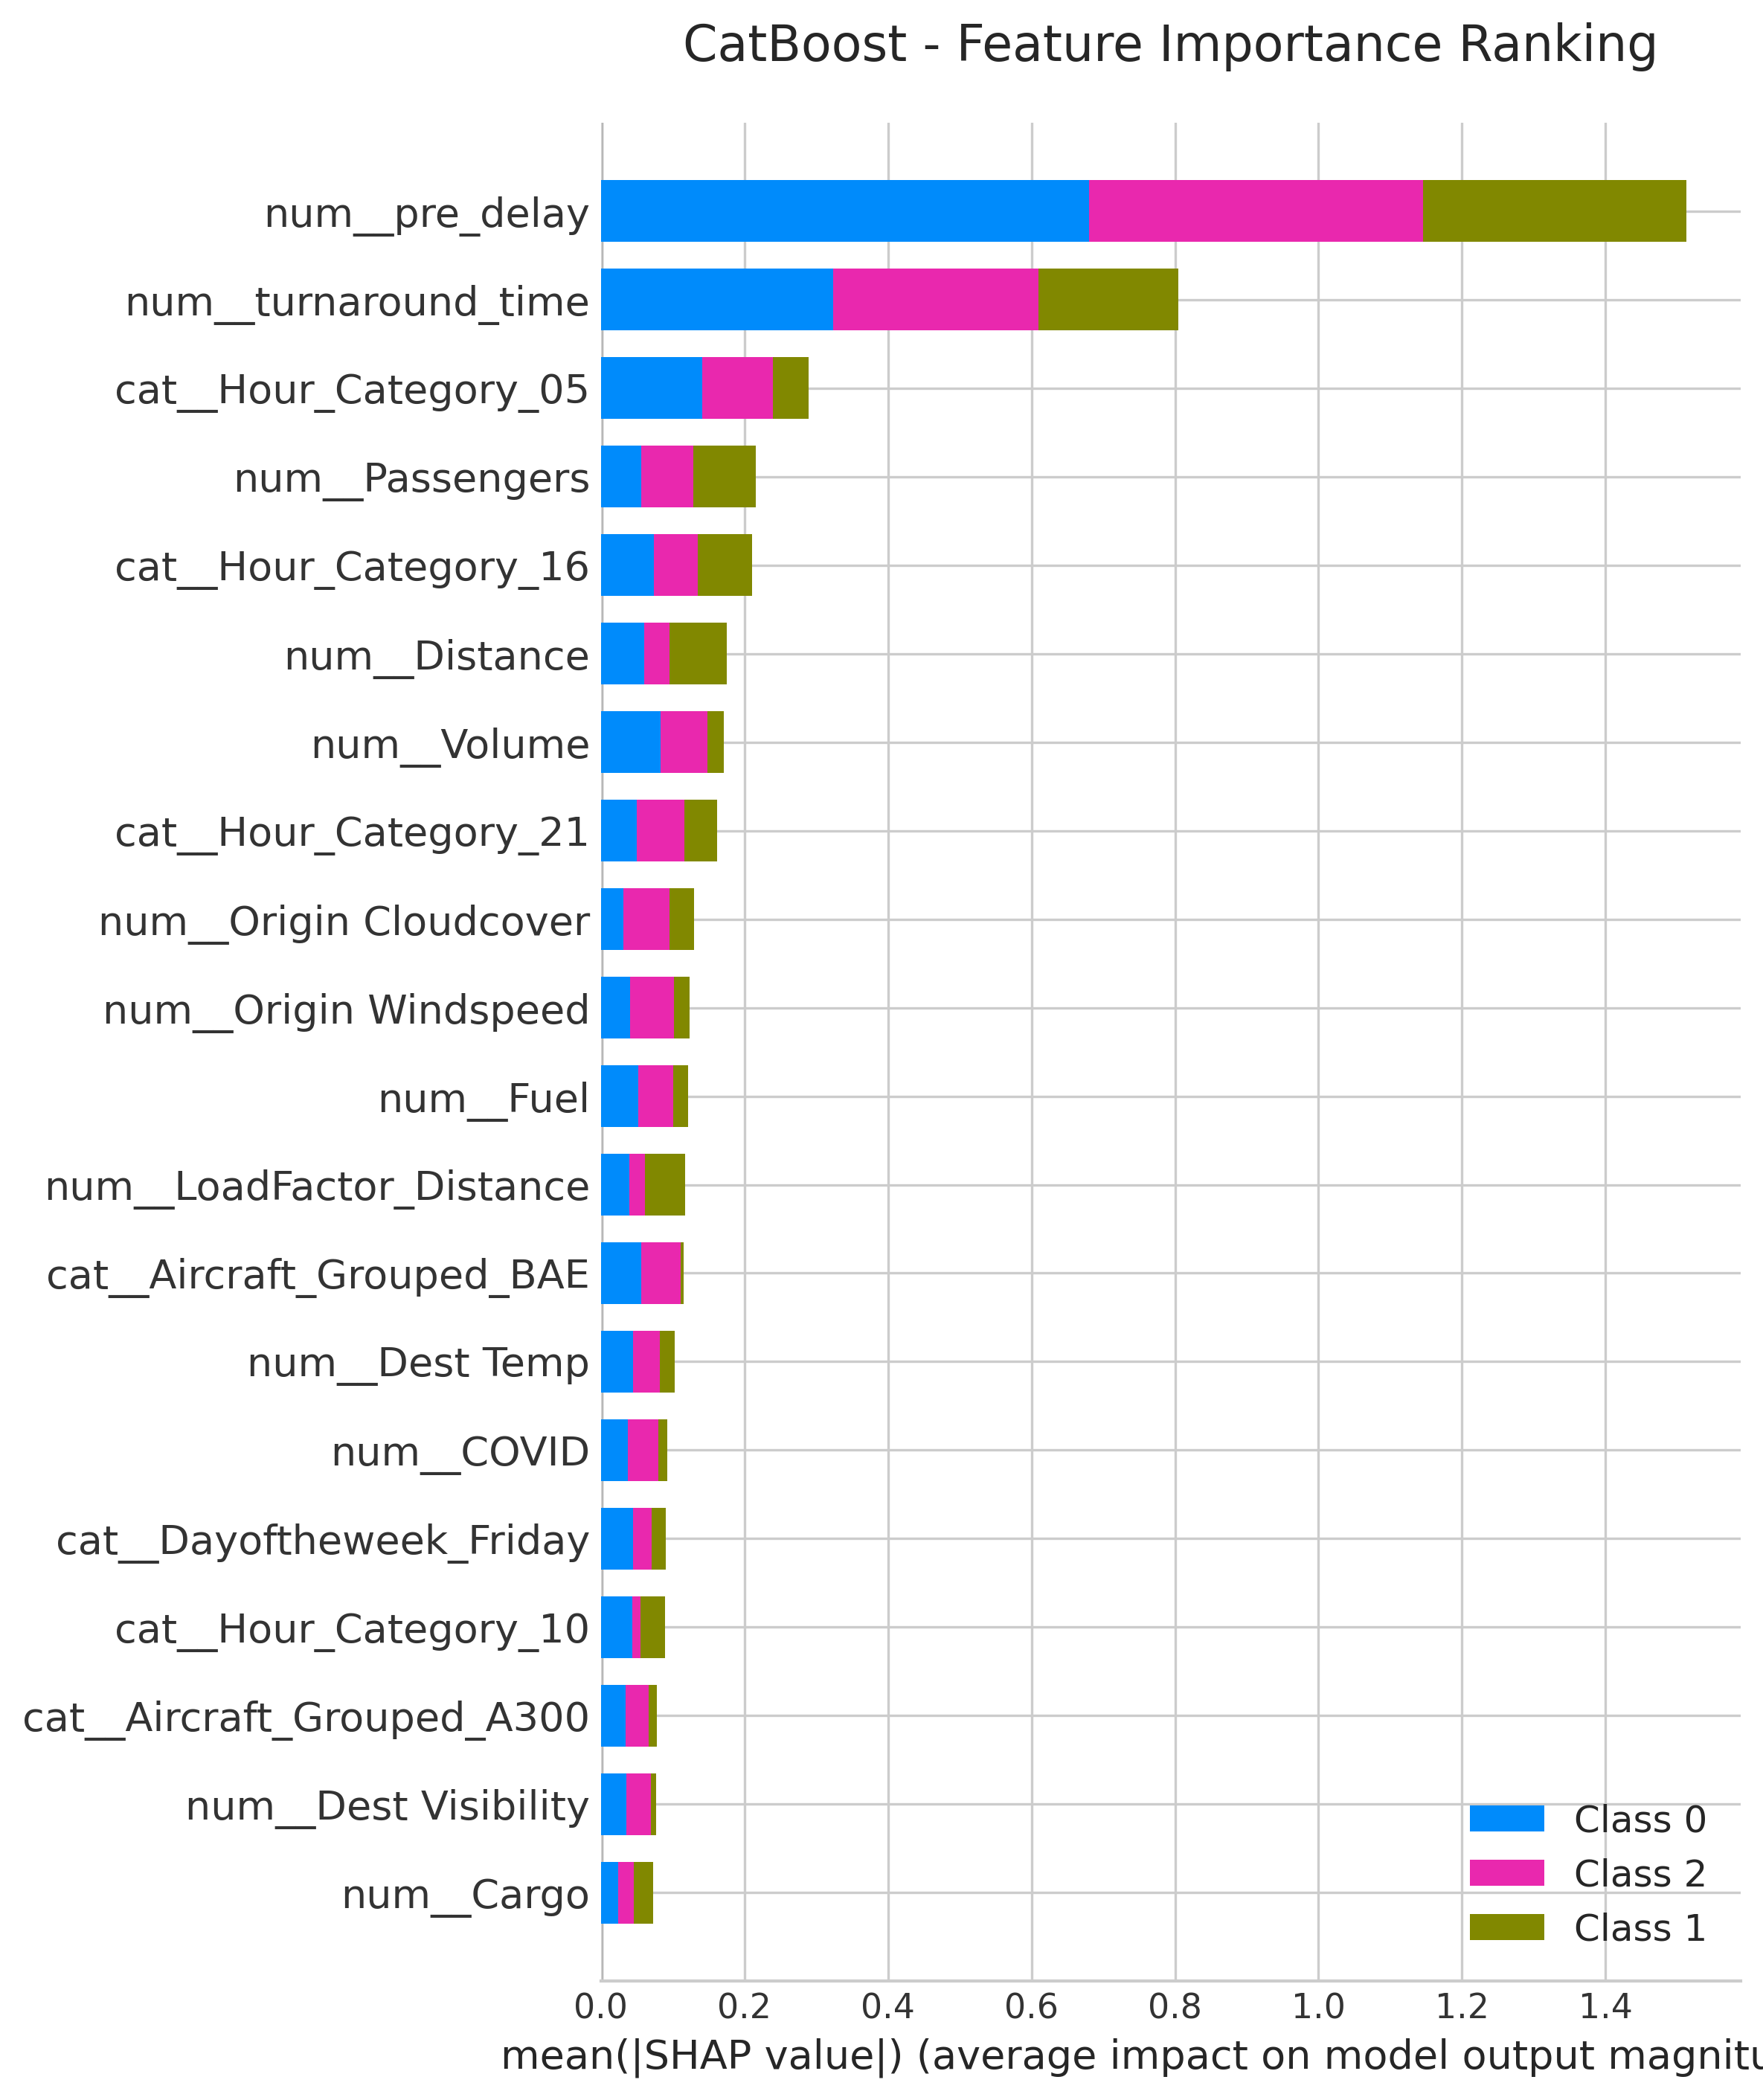 CatBoost - Feature Importance Ranking
num__pre_delay
num__turnaround_time
cat__Hour_Category_05
num__Passengers
cat__Hour_Category_16
num__Distance
num__Volume
cat__Hour_Category_21
num__Origin Cloudcover
num__Origin Windspeed
num__Fuel
num__LoadFactor_Distance
cat__Aircraft_Grouped_BAE
num__Dest Temp
num__COVID
cat__Dayoftheweek_Friday
cat__Hour_Category_10
cat__Aircraft_Grouped_A300
num__Dest Visibility
num__Cargo
Class 0
Class 2
Class 1
0.0 0.2 0.4 0.6 0.8 1.0 1.2 1.4
mean(|SHAP value|) (average impact on model output magnitu